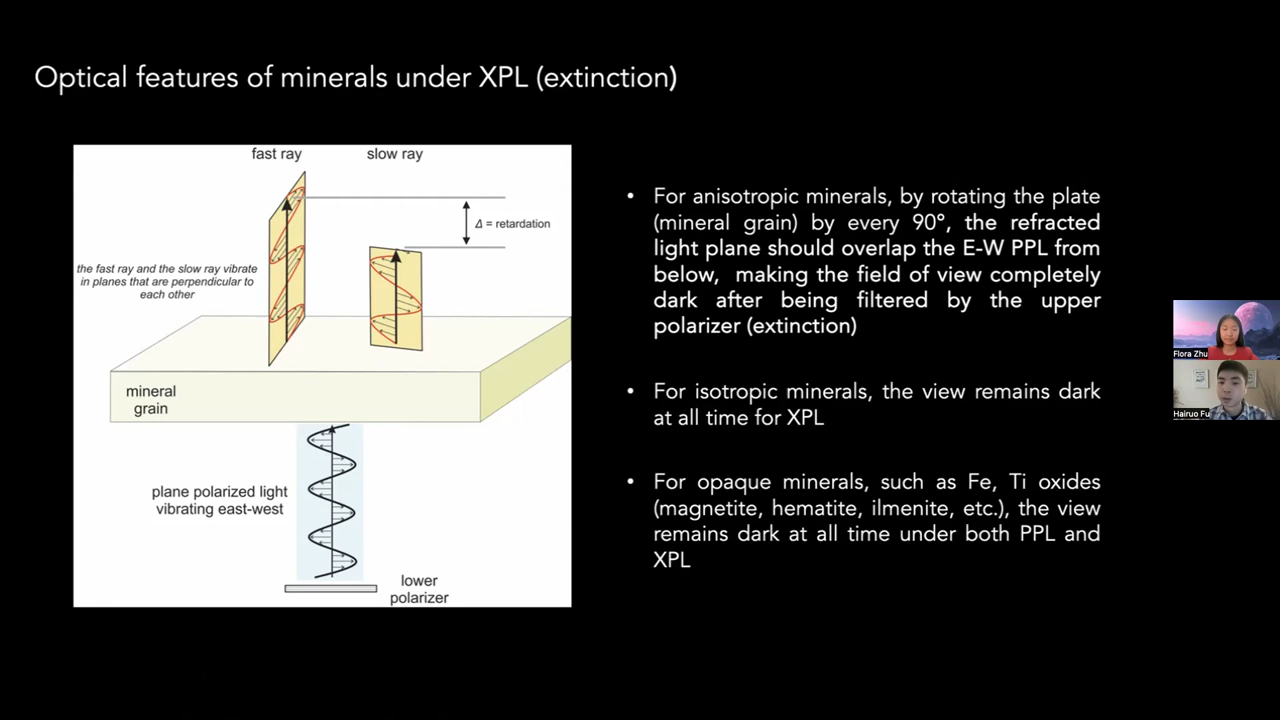 Optical features of minerals under XPL (extinction)
fast ray
slow ray
Δ = retardation
the fast ray and the slow ray vibrate
in planes that are perpendicular to
each other
mineral
grain
plane polarized light
vibrating east-west
lower
polarizer
• For anisotropic minerals, by rotating the plate
(mineral grain) by every 90°, the refracted
light plane should overlap the E-W PPL from
below, making the field of view completely
dark after being filtered by the upper
polarizer (extinction)
• For isotropic minerals, the view remains dark
at all time for XPL
• For opaque minerals, such as Fe, Ti oxides
(magnetite, hematite, ilmenite, etc.), the view
remains dark at all time under both PPL and
XPL
Flora Zhu
Hairuo Fu